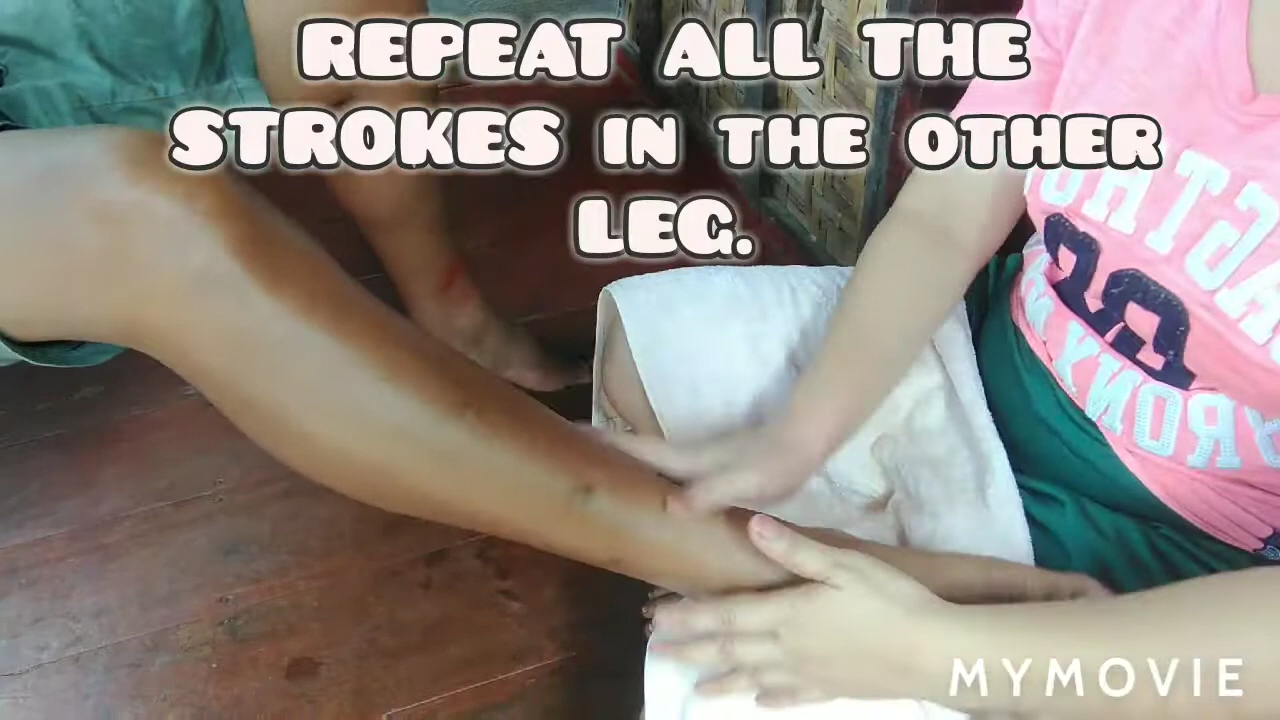 REPEAT ALL THE
STROKES IN THE OTHER
LEG.
MYMOVIE